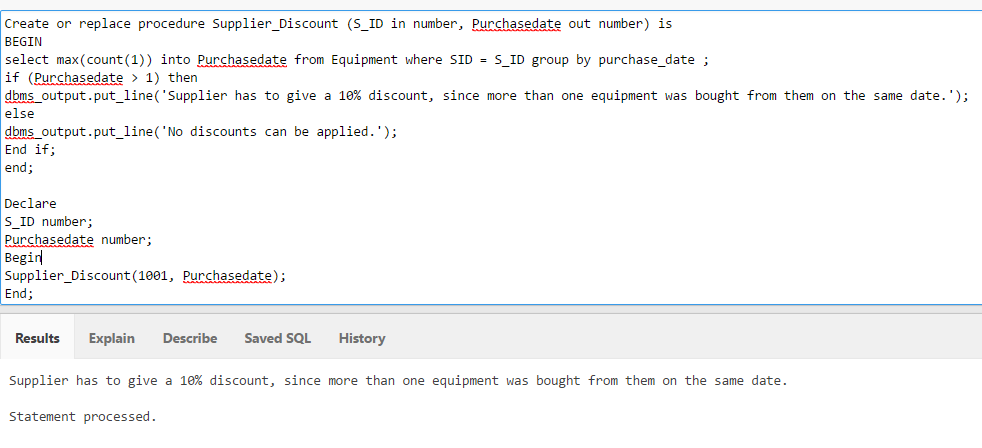 Create or replace procedure Supplier_Discount (S_ID in number, Purchasedate out number) is
BEGIN
select max(count(1)) into Purchasedate from Equipment where SID = S_ID group by purchase_date ;
if (Purchasedate > 1) then
dbms_output.put_line('Supplier has to give a 10% discount, since more than one equipment was bought from them on the same date.');
else
dbms_output.put_line('No discounts can be applied.');
End if;
end;
Declare
S_ID number;
Purchasedate number;
Begin
Supplier_Discount(1001, Purchasedate);
End;
Results Explain Describe Saved SQL History
Supplier has to give a 10% discount, since more than one equipment was bought from them on the same date.
Statement processed.